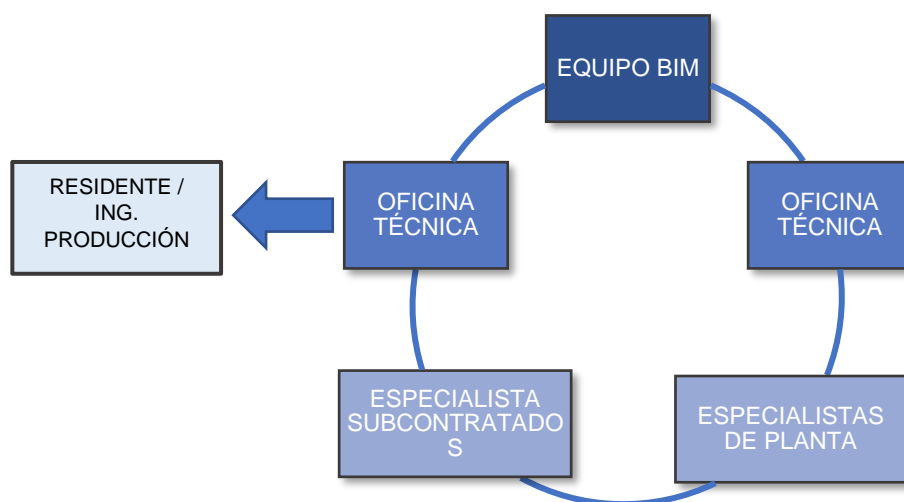 EQUIPO BIM
RESIDENTE /
ING.
PRODUCCIÓN
OFICINA
TÉCNICA
OFICINA
TÉCNICA
ESPECIALISTA
SUBCONTRATADO
S
ESPECIALISTAS
DE PLANTA